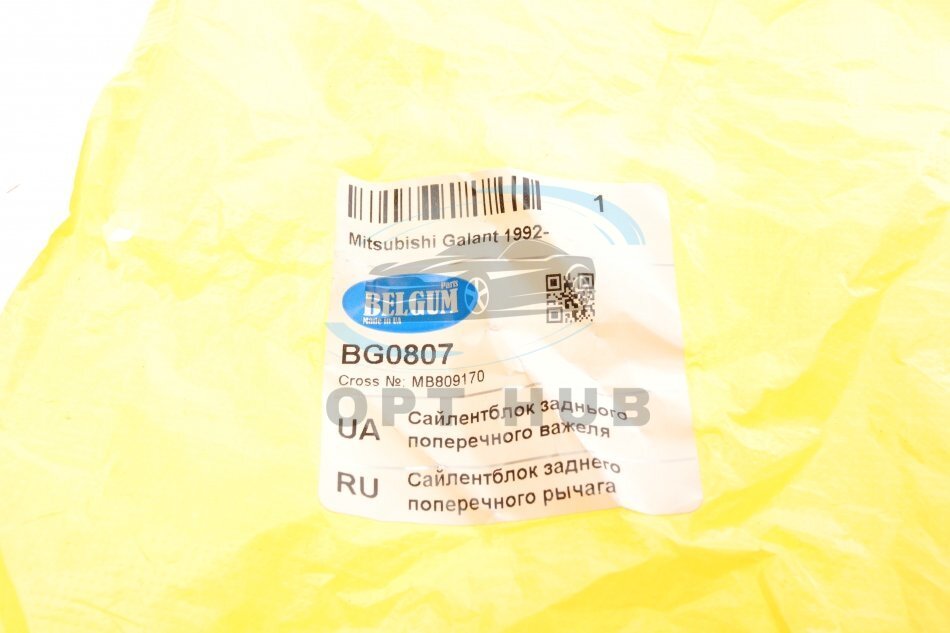 1
Mitsubishi Galant 1992-
Parts
BELGUM
Made in UA
BG0807
Cross №: MB809170
OPT HUB
UA
Сайлентблок заднього
поперечного важеля
RU
Сайлентблок заднего
поперечного рычага